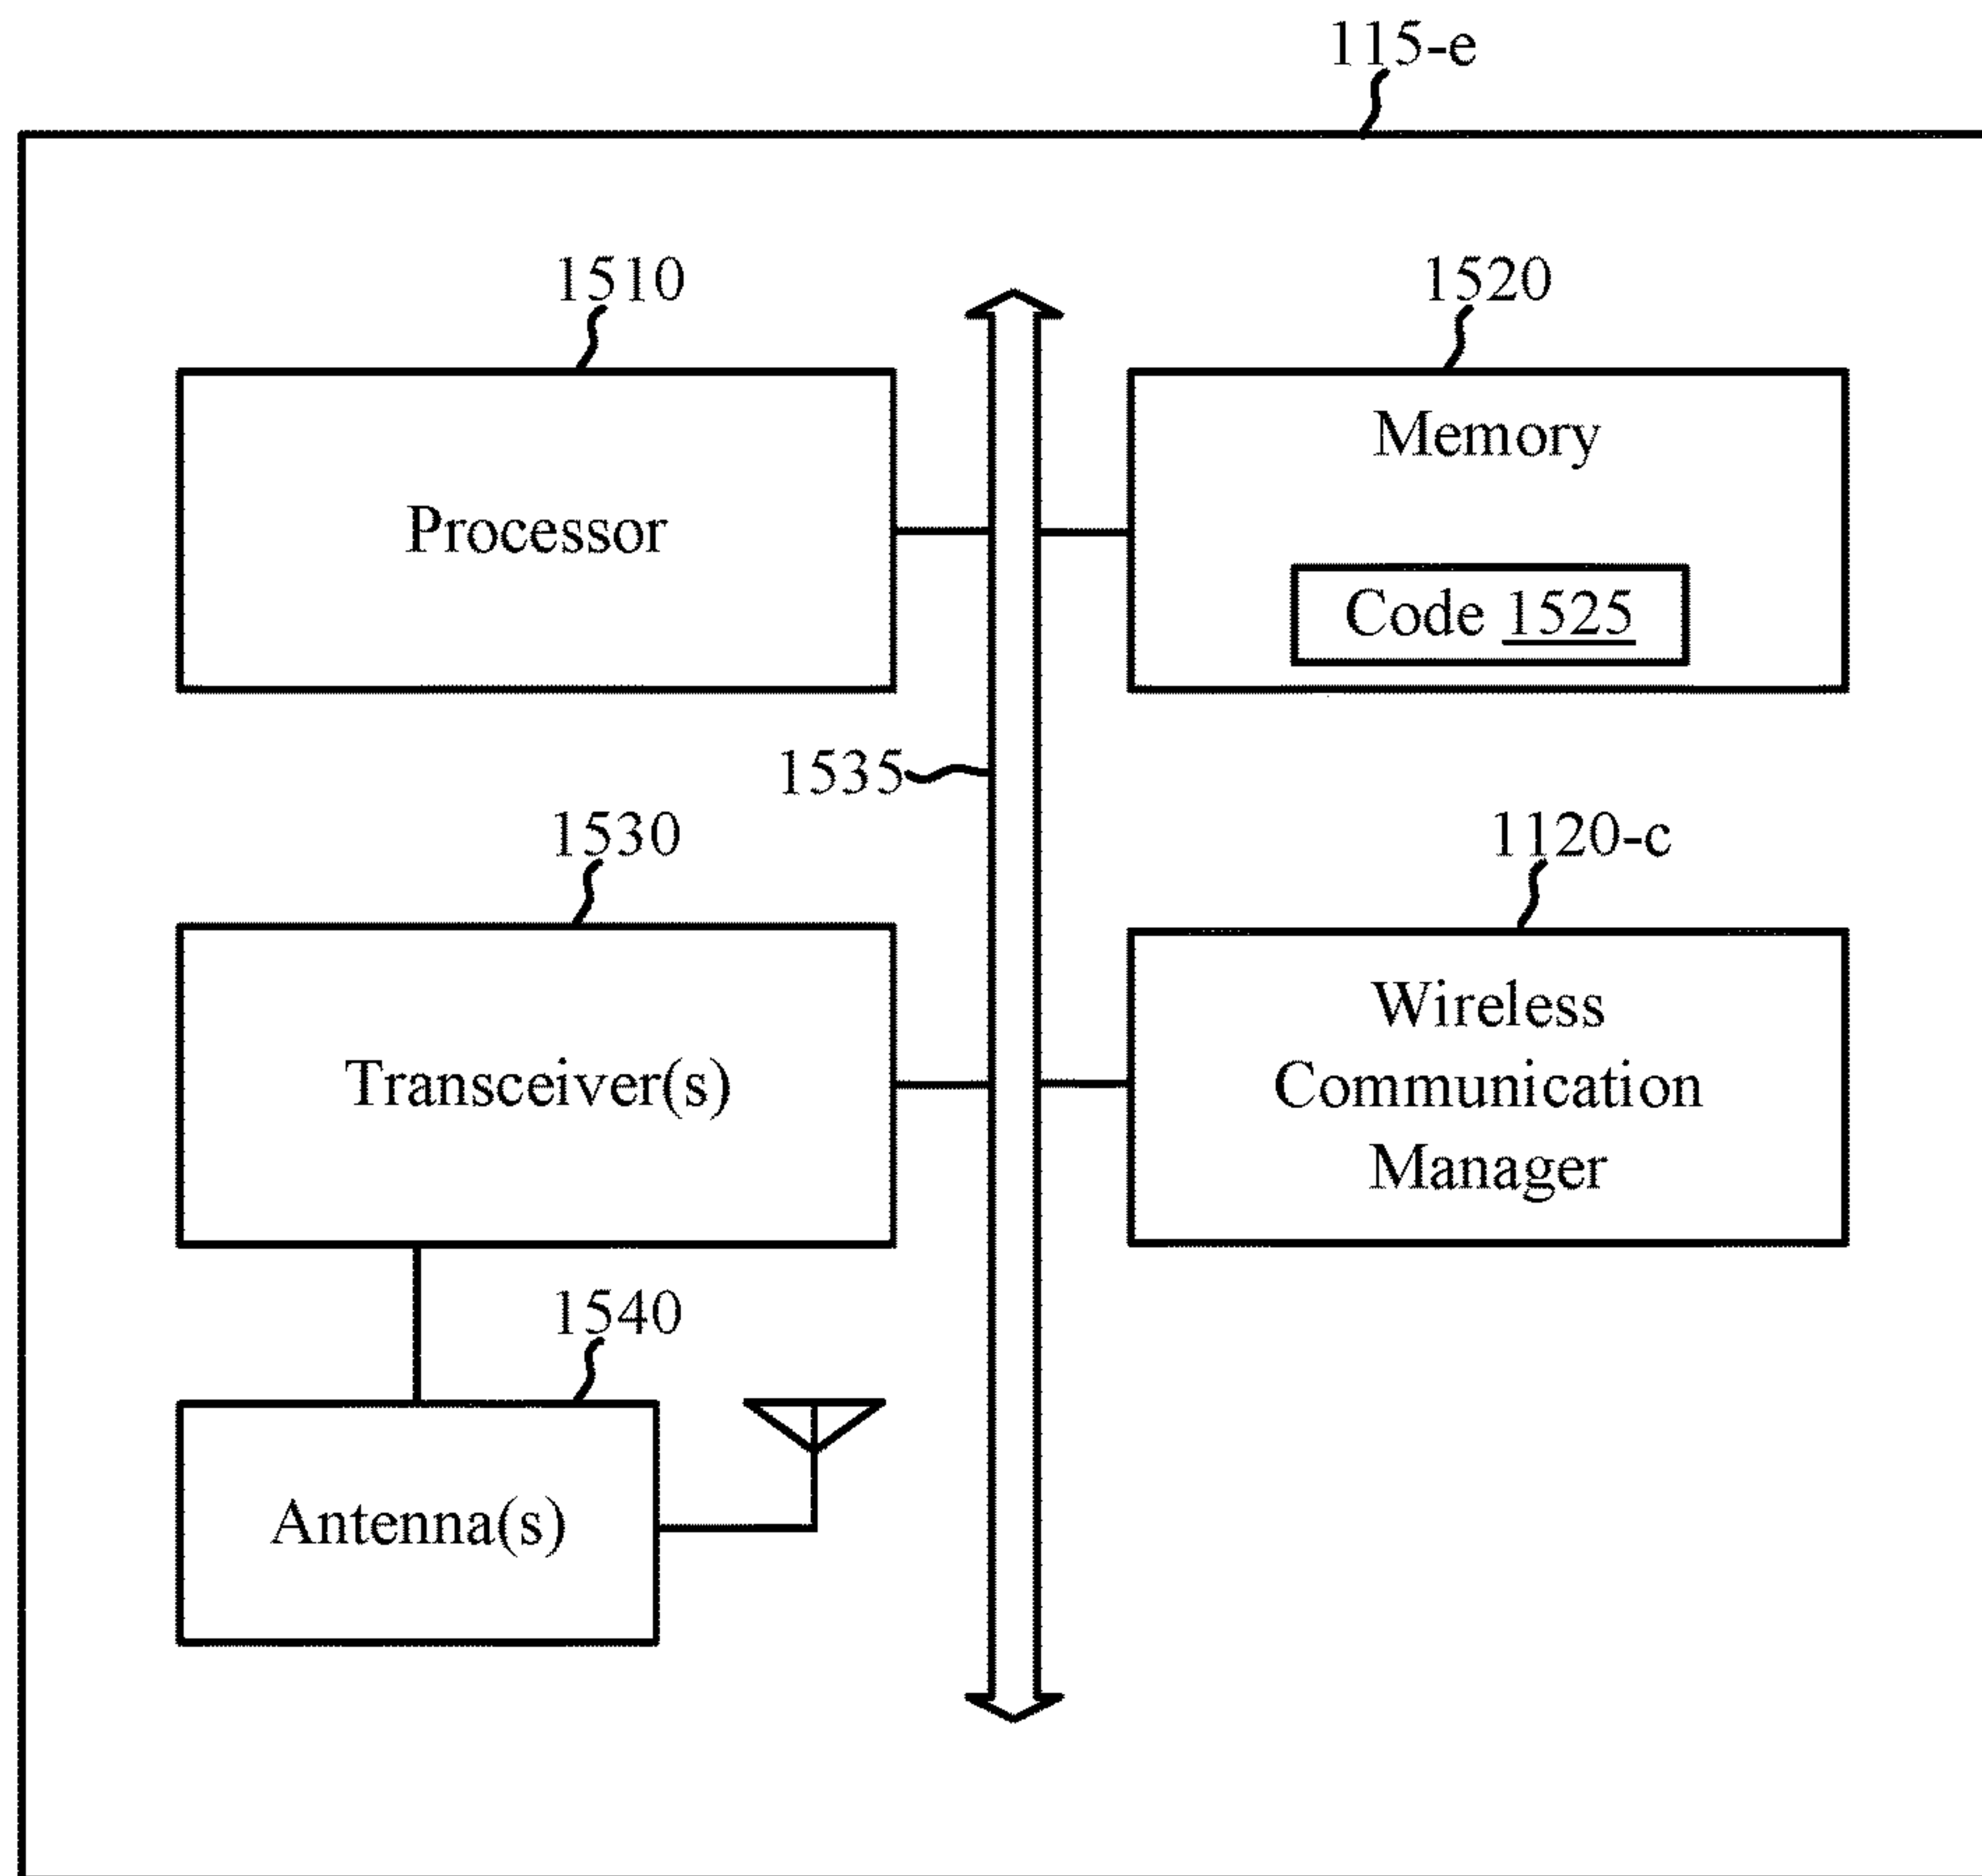 115-e
1510
1520
Processor
Memory
Code 1525
1535
1530
1120-c
Transceiver(s)
Wireless
Communication
Manager
1540
Antenna(s)